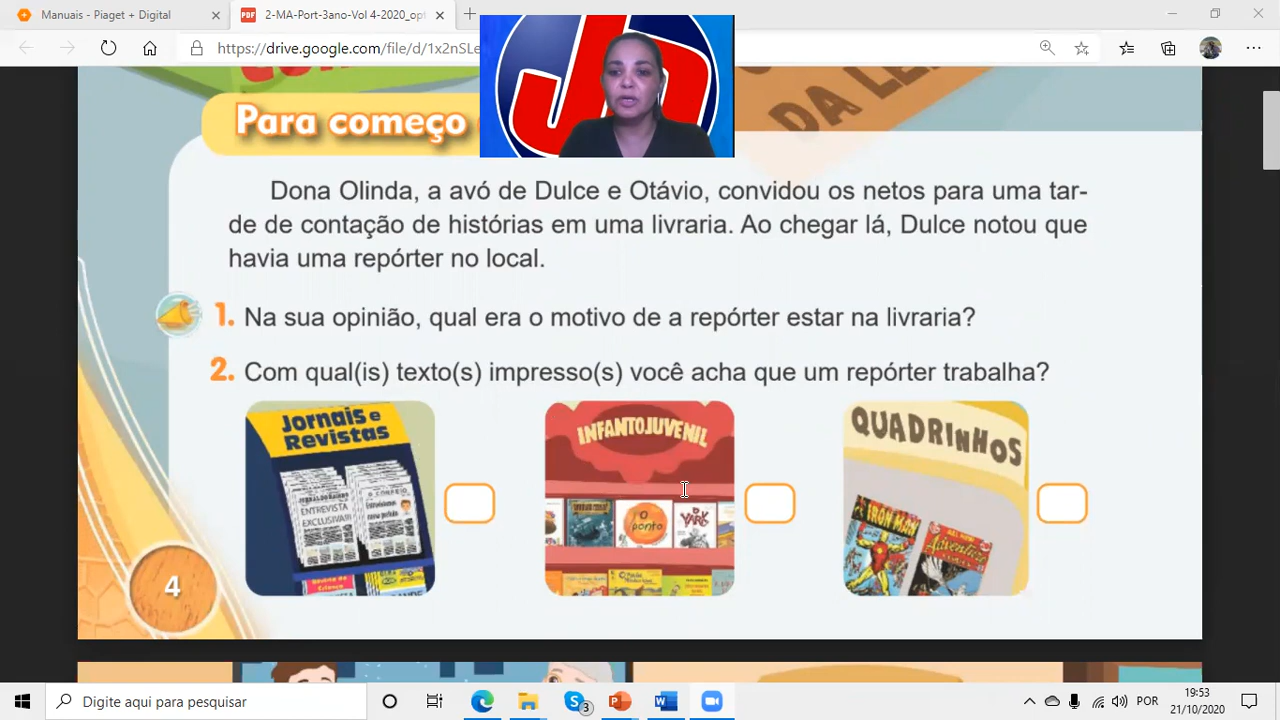 Manuais - Piaget + Digital
2-MA-Port-3ano-Vol 4-2020_opt
https://drive.google.com/file/d/1x2nSLe
DA
Para começo
Dona Olinda, a avó de Dulce e Otávio, convidou os netos para uma tar-
de de contação de histórias em uma livraria. Ao chegar lá, Dulce notou que
havia uma repórter no local.
1. Na sua opinião, qual era o motivo de a repórter estar na livraria?
2. Com qual(is) texto(s) impresso(s) você acha que um repórter trabalha?
Jornais e
Revistas
ENTREVISTA
EXCLUSIVA!!
INFANTOJUVENIL
O
ponto
QUADRINHOS
IRON MAN
Adventure
4
Digite aqui para pesquisar
3
POR
19:53
21/10/2020